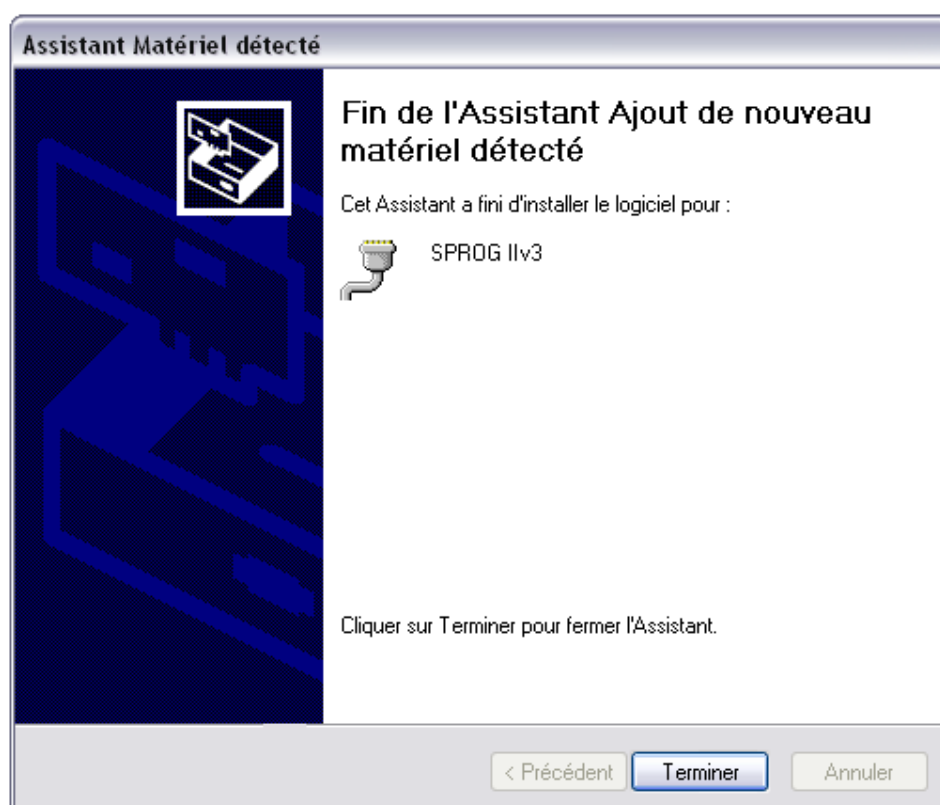 Assistant Matériel détecté
Fin de l'Assistant Ajout de nouveau
matériel détecté
Cet Assistant a fini d'installer le logiciel pour :
SPROG IIv3
Cliquer sur Terminer pour fermer l'Assistant.
< Précédent Terminer Annuler